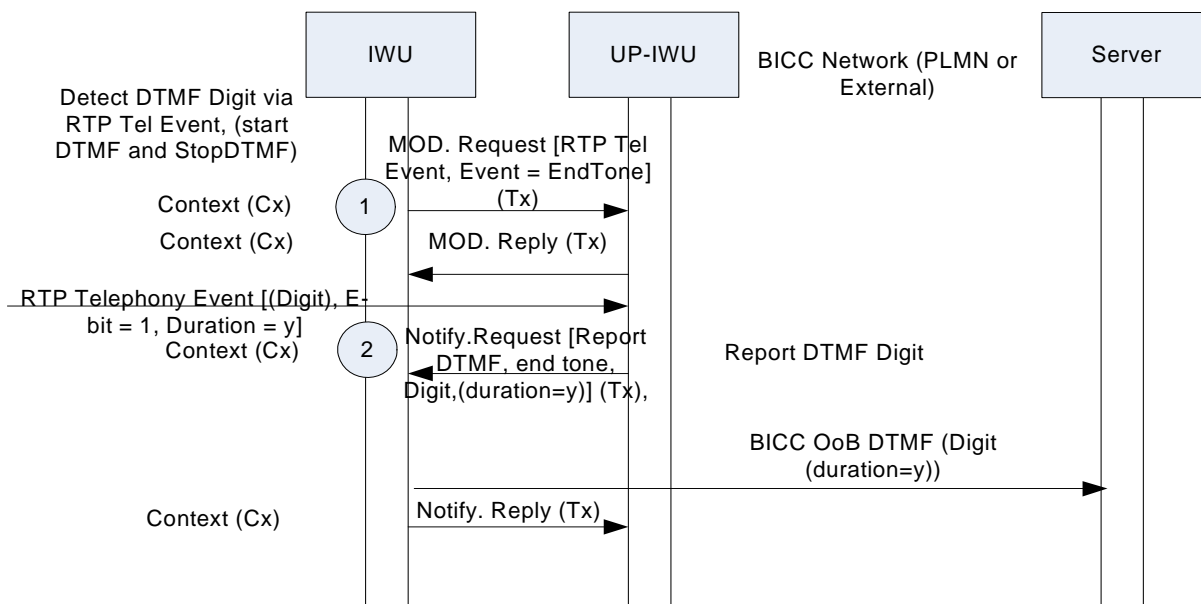 IWU
UP-IWU
BICC Network (PLMN or
External)
Server
Detect DTMF Digit via
RTP Tel Event, (start
DTMF and StopDTMF)
MOD. Request [RTP Tel
Event, Event = EndTone]
(Tx)
Context (Cx)
1
Context (Cx)
MOD. Reply (Tx)
RTP Telephony Event [(Digit), E-
bit = 1, Duration = y]
Context (Cx)
2
Notify.Request [Report
DTMF, end tone,
Digit,(duration=y)] (Tx),
Report DTMF Digit
BICC OoB DTMF (Digit
(duration=y))
Context (Cx)
Notify. Reply (Tx)